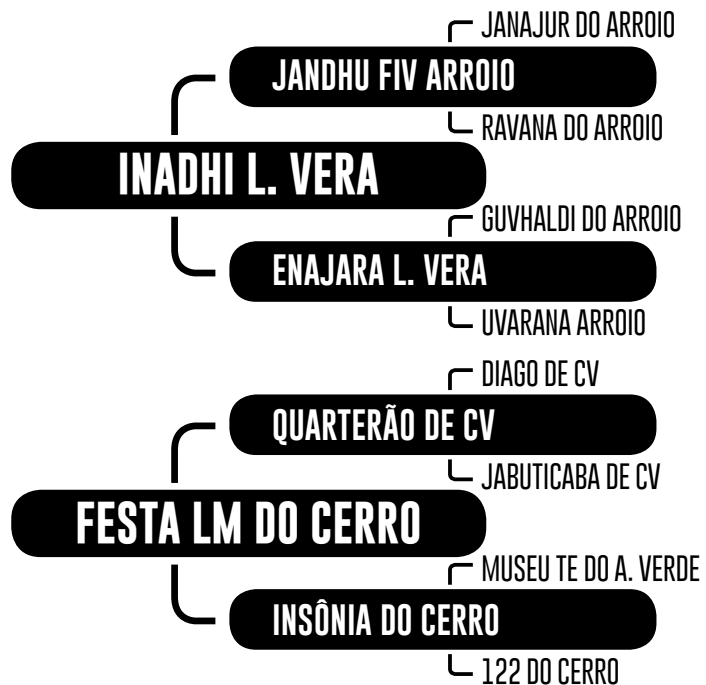 JANAJUR DO ARROIO
JANDHU FIV ARROIO
RAVANA DO ARROIO
INADHI L. VERA
GUVHALDI DO ARROIO
ENAJARA L. VERA
UVARANA ARROIO
DIAGO DE CV
QUARTERÃO DE CV
JABUTICABA DE CV
FESTA LM DO CERRO
MUSEU TE DO A. VERDE
INSÔNIA DO CERRO
122 DO CERRO